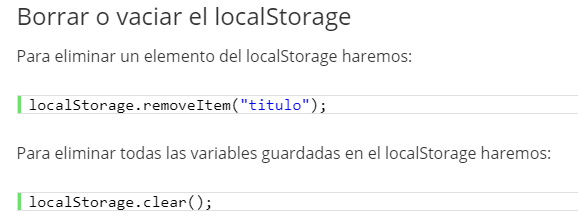 Borrar o vaciar el localStorage
Para eliminar un elemento del localStorage haremos:
localStorage.removeItem("titulo");
Para eliminar todas las variables guardadas en el localStorage haremos:
localStorage.clear();